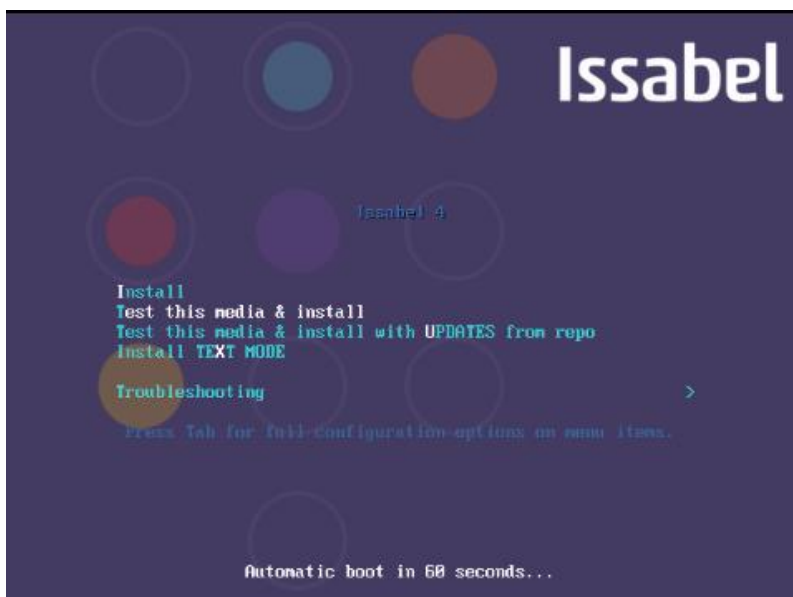 Issabel
Issabel 4
Install
Test this media & install
Test this media & install with UPDATES from repo
Install TEXT MODE
Troubleshooting >
Press Tab for full configuration options on menu items.
Automatic boot in 60 seconds...